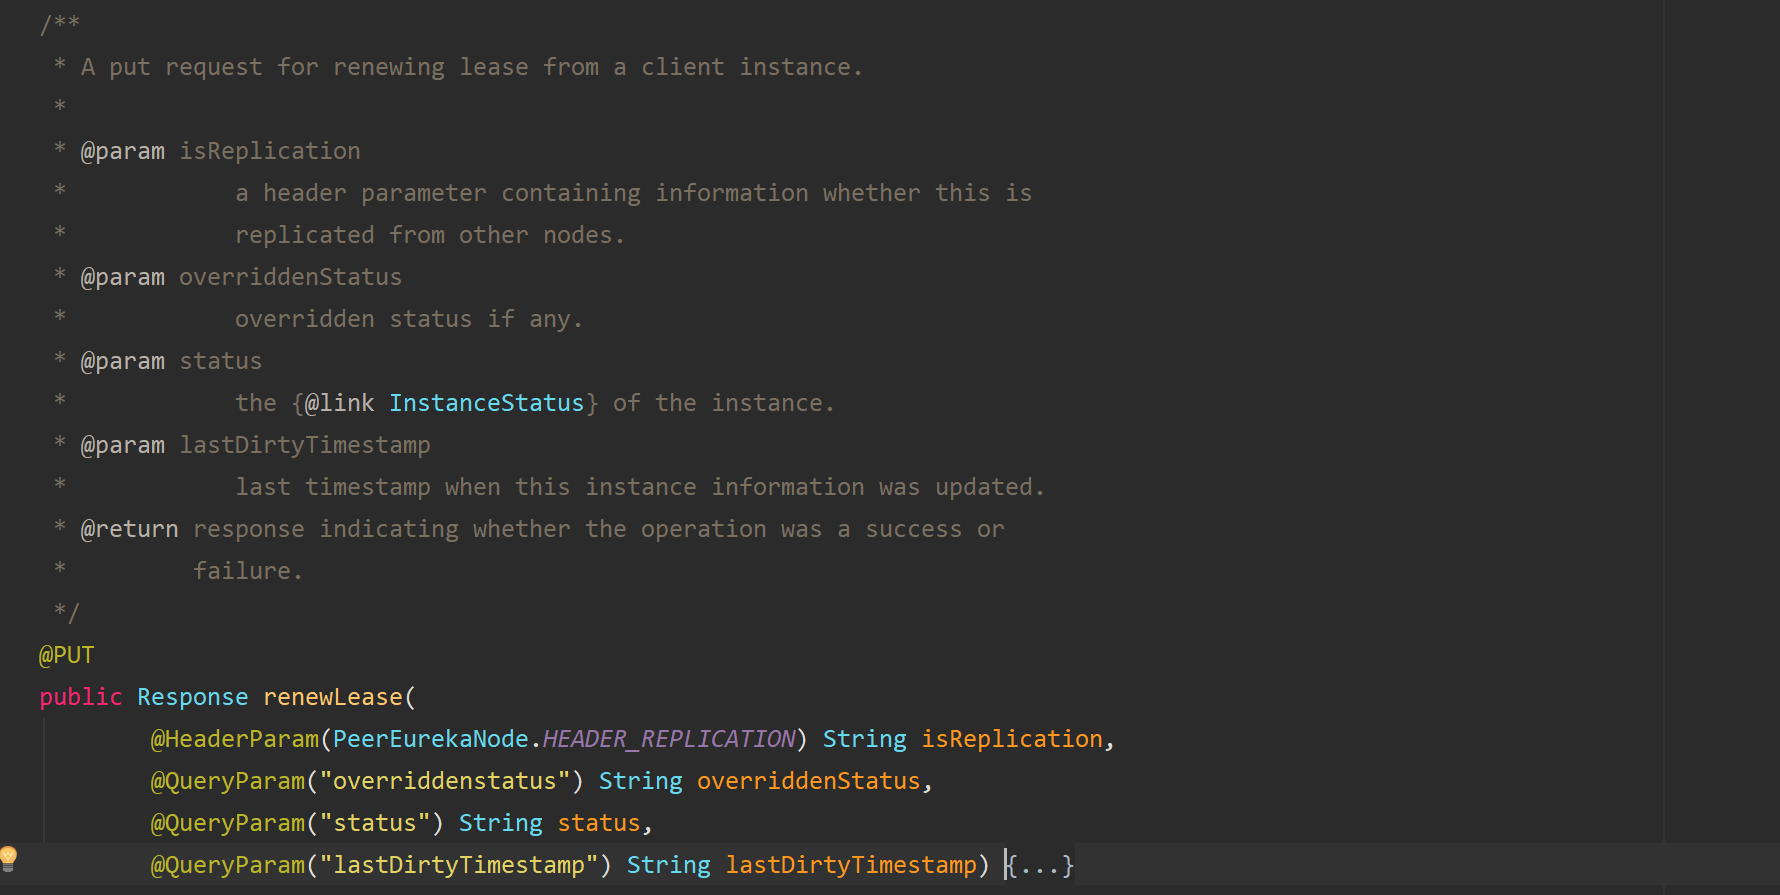 /**
* A put request for renewing lease from a client instance.
*
* @param isReplication
* a header parameter containing information whether this is
* replicated from other nodes.
* @param overriddenStatus
* overridden status if any.
* @param status
* the {@link InstanceStatus} of the instance.
* @param lastDirtyTimestamp
* last timestamp when this instance information was updated.
* @return response indicating whether the operation was a success or
* failure.
*/
@PUT
public Response renewLease(
@HeaderParam(PeerEurekaNode.HEADER_REPLICATION) String isReplication,
@QueryParam("overriddenstatus") String overriddenStatus,
@QueryParam("status") String status,
@QueryParam("lastDirtyTimestamp") String lastDirtyTimestamp) {...}